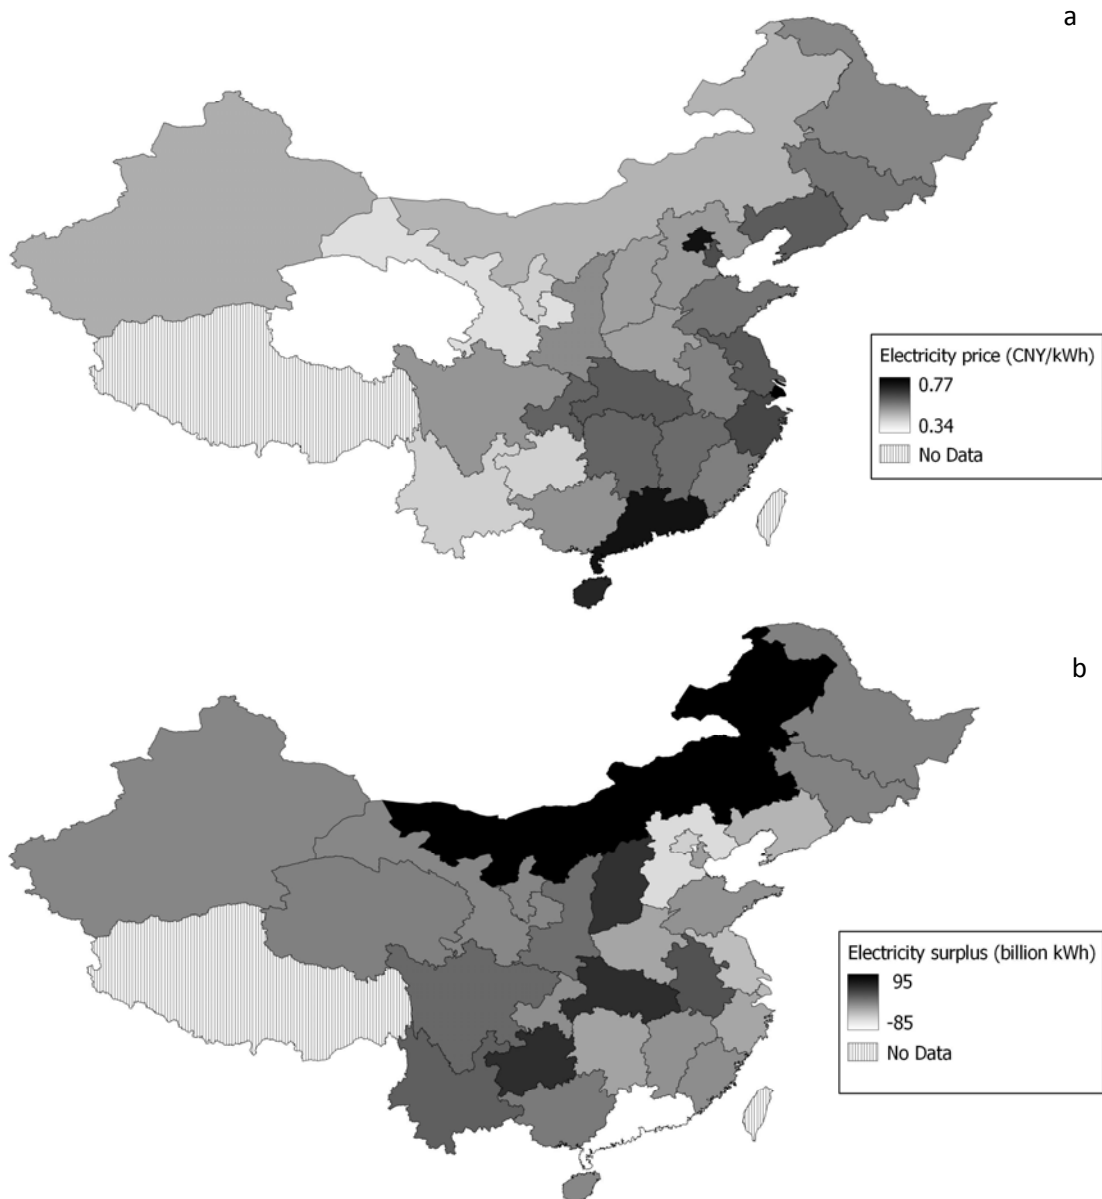 a
Electricity price (CNY/kWh)
0.77
0.34
No Data
b
Electricity surplus (billion kWh)
95
-85
No Data